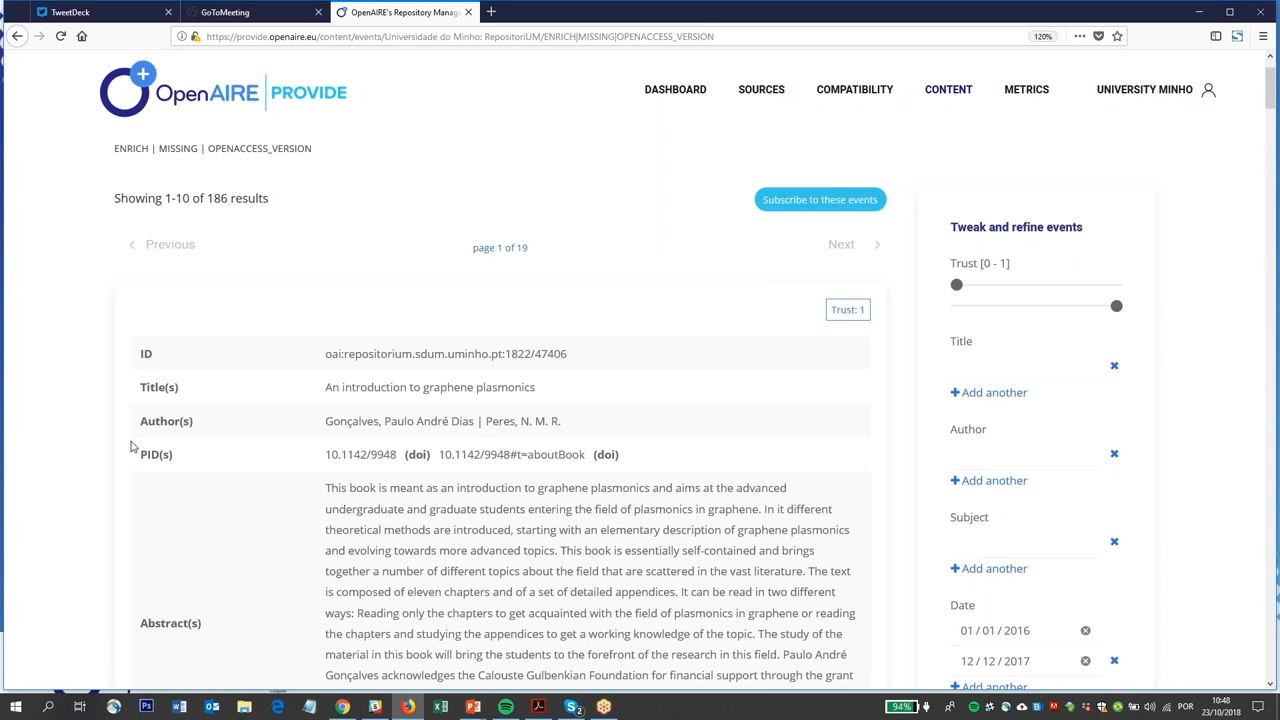 TweetDeck
GoToMeeting
OpenAIRE's Repository Manag
https://provide.openaire.eu/content/events/Universidade do Minho: RepositoriUM/ENRICH|MISSING|OPENACCESS_VERSION
120%
OpenAIRE PROVIDE
DASHBOARD
SOURCES
COMPATIBILITY
CONTENT
METRICS
UNIVERSITY MINHO
ENRICH | MISSING | OPENACCESS_VERSION
Showing 1-10 of 186 results
Subscribe to these events
Previous
page 1 of 19
Next
Trust: 1
ID
oai:repositorium.sdum.uminho.pt:1822/47406
Title(s)
An introduction to graphene plasmonics
Author(s)
Gonçalves, Paulo André Dias | Peres, N. M. R.
PID(s)
10.1142/9948 (doi) 10.1142/9948#t=aboutBook (doi)
Abstract(s)
This book is meant as an introduction to graphene plasmonics and aims at the advanced
undergraduate and graduate students entering the field of plasmonics in graphene. In it different
theoretical methods are introduced, starting with an elementary description of graphene plasmonics
and evolving towards more advanced topics. This book is essentially self-contained and brings
together a number of different topics about the field that are scattered in the vast literature. The text
is composed of eleven chapters and of a set of detailed appendices. It can be read in two different
ways: Reading only the chapters to get acquainted with the field of plasmonics in graphene or reading
the chapters and studying the appendices to get a working knowledge of the topic. The study of the
material in this book will bring the students to the forefront of the research in this field. Paulo André
Gonçalves acknowledges the Calouste Gulbenkian Foundation for financial support through the grant
Tweak and refine events
Trust [0 - 1]
Title
Add another
Author
Add another
Subject
Add another
Date
01 / 01 / 2016
12 / 12 / 2017
Add another
94%
POR
10:48
23/10/2018